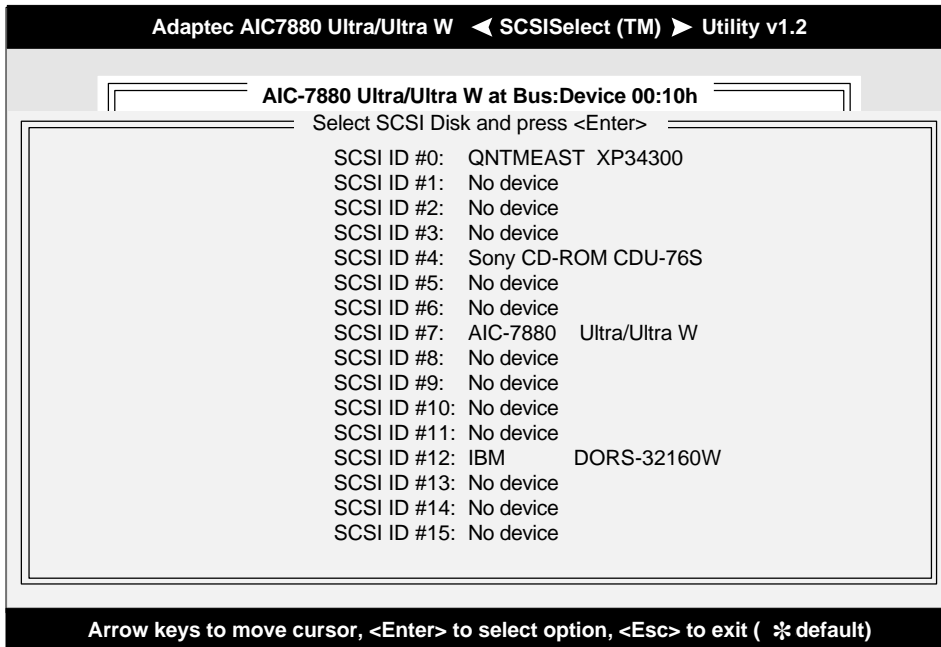 Adaptec AIC7880 Ultra/Ultra W ◄ SCSISelect (TM) ► Utility v1.2
AIC-7880 Ultra/Ultra W at Bus:Device 00:10h
Select SCSI Disk and press <Enter>
SCSI ID #0: QNTMEAST XP34300
SCSI ID #1: No device
SCSI ID #2: No device
SCSI ID #3: No device
SCSI ID #4: Sony CD-ROM CDU-76S
SCSI ID #5: No device
SCSI ID #6: No device
SCSI ID #7: AIC-7880 Ultra/Ultra W
SCSI ID #8: No device
SCSI ID #9: No device
SCSI ID #10: No device
SCSI ID #11: No device
SCSI ID #12: IBM DORS-32160W
SCSI ID #13: No device
SCSI ID #14: No device
SCSI ID #15: No device
Arrow keys to move cursor, <Enter> to select option, <Esc> to exit ( ✻ default)